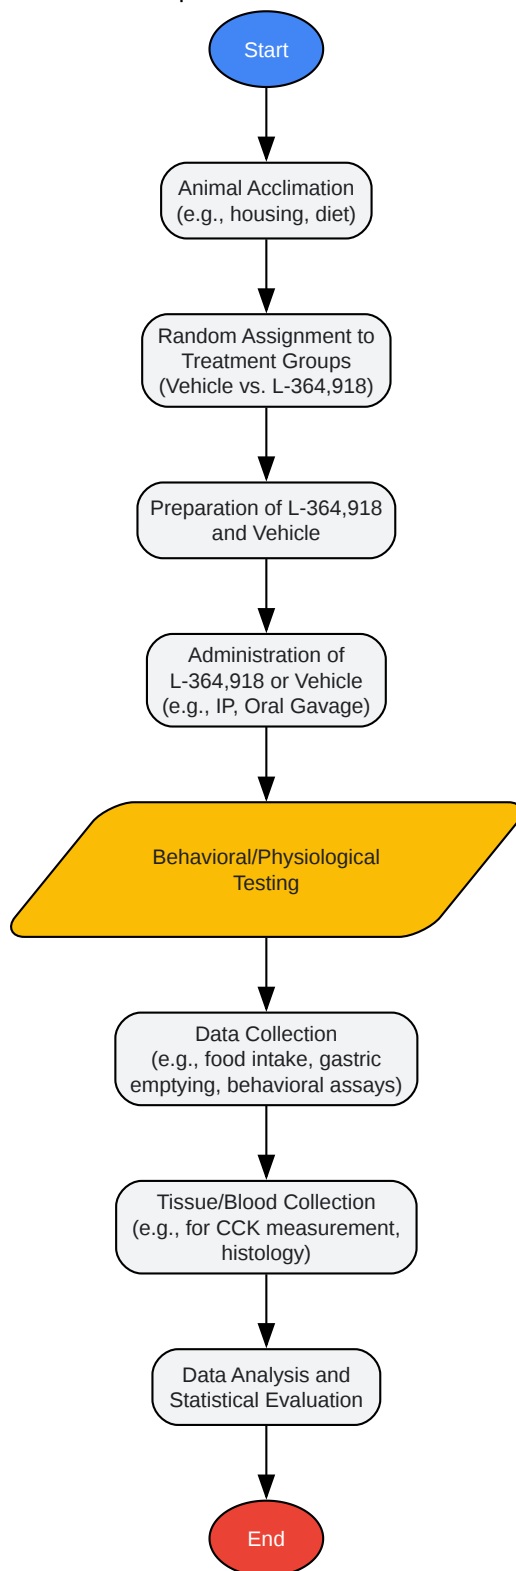 Start
Animal Acclimation
(e.g., housing, diet)
Random Assignment to
Treatment Groups
(Vehicle vs. L-364,918)
Preparation of L-364,918
and Vehicle
Administration of
L-364,918 or Vehicle
(e.g., IP, Oral Gavage)
Behavioral/Physiological
Testing
Data Collection
(e.g., food intake, gastric
emptying, behavioral assays)
Tissue/Blood Collection
(e.g., for CCK measurement,
histology)
Data Analysis and
Statistical Evaluation
End